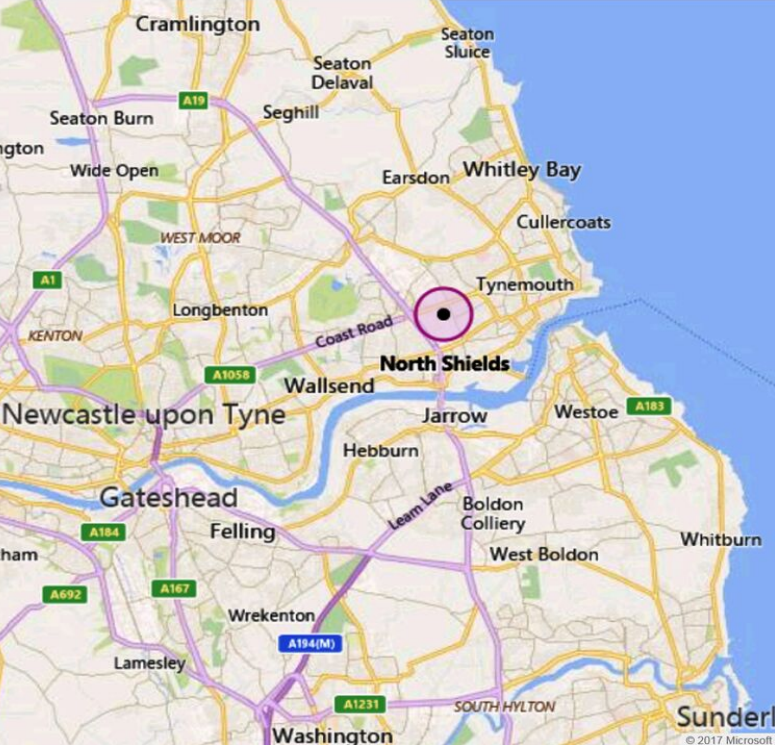 Cramlington
Seaton
Sluice
Seaton
Delaval
A19
Seghill
Seaton Burn
ngton
Wide Open
Earsdon
Whitley Bay
Cullercoats
WEST MOOR
A1
Tynemouth
Longbenton
Coast Road
KENTON
North Shields
A1058
Wallsend
Newcastle upon Tyne
Jarrow
Westoe
A183
Hebburn
Leam Lane
Gateshead
Boldon
Colliery
A184
Felling
Whitburn
ham
West Boldon
A692
A167
Wrekenton
A194(M)
Lamesley
A1231
SOUTH HYLTON
Sunderl
Washington
© 2017 Microsoft